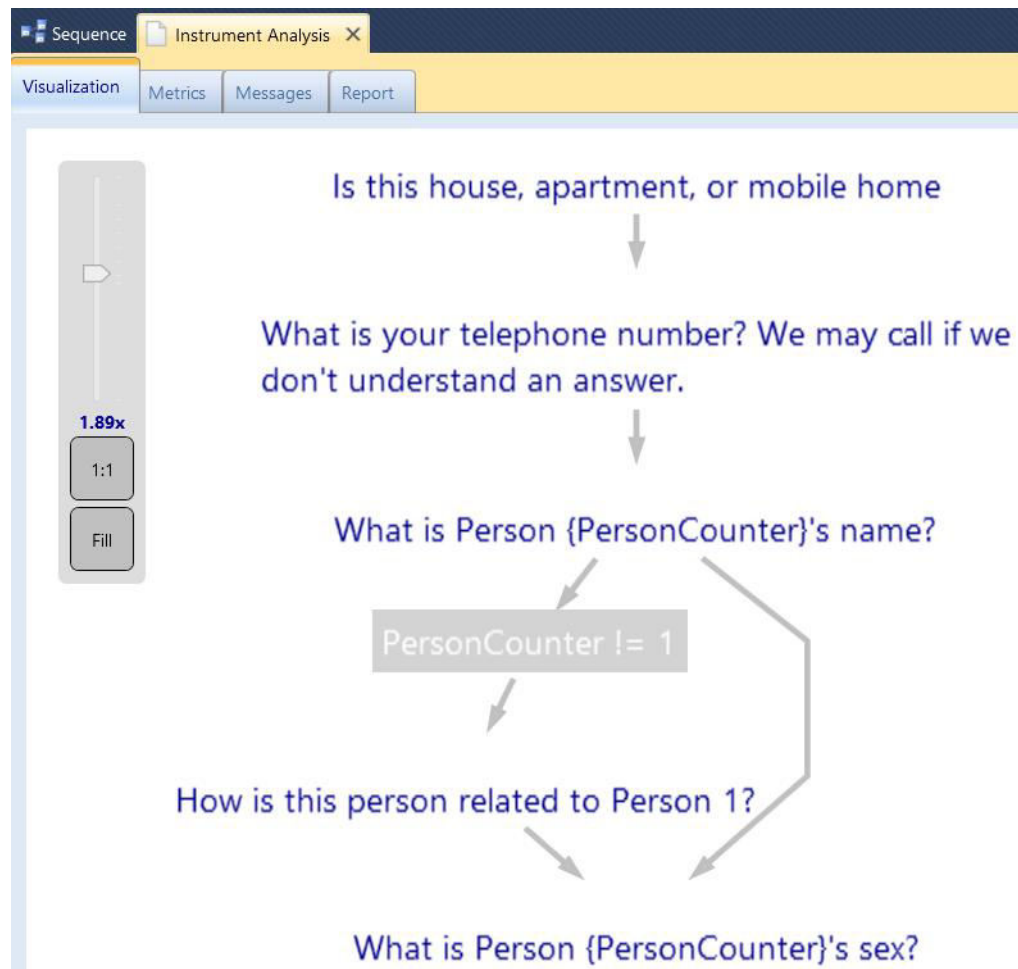 Sequence
Instrument Analysis
Visualization
Metrics
Messages
Report
Is this house, apartment, or mobile home
What is your telephone number? We may call if we
don't understand an answer.
1.89x
1:1
Fill
What is Person {PersonCounter}'s name?
PersonCounter != 1
How is this person related to Person 1?
What is Person {PersonCounter}'s sex?